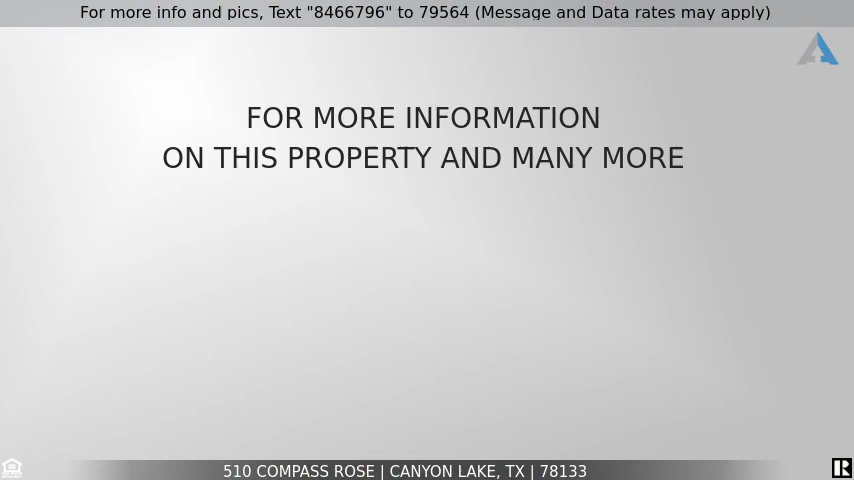 For more info and pics, Text "8466796" to 79564 (Message and Data rates may apply)
FOR MORE INFORMATION
ON THIS PROPERTY AND MANY MORE
510 COMPASS ROSE | CANYON LAKE, TX | 78133